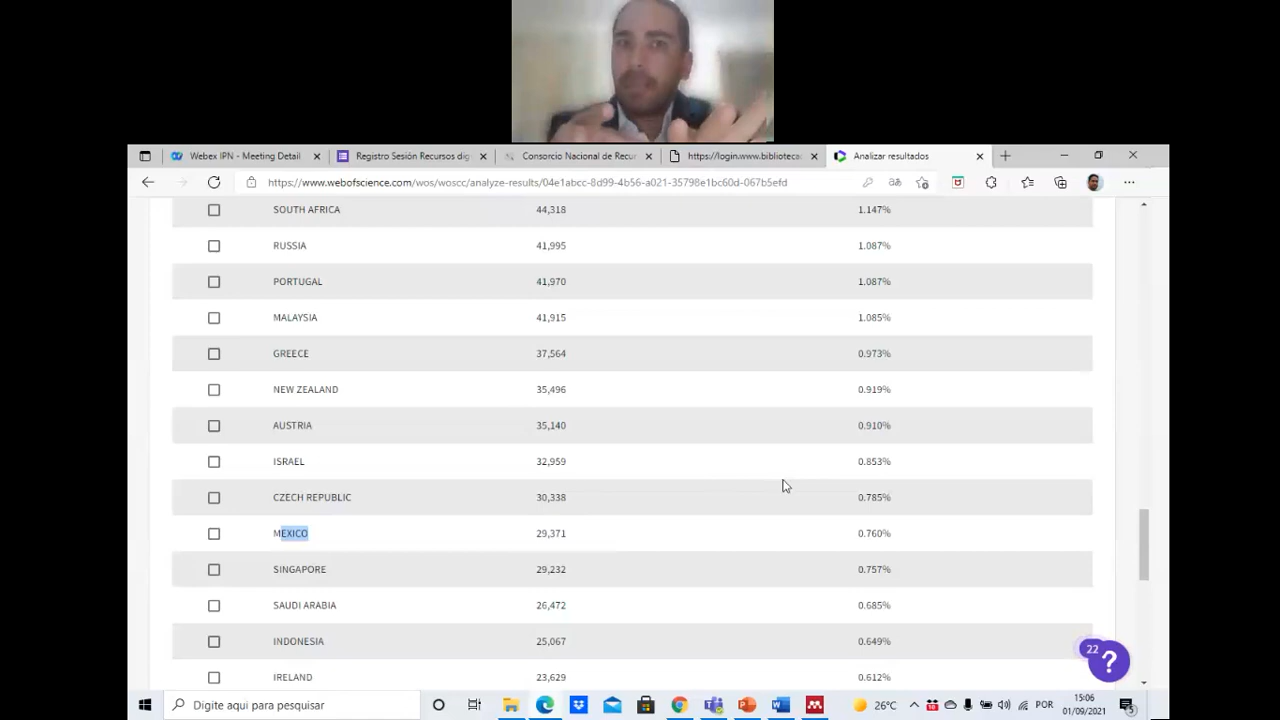 Webex IPN - Meeting Detail
Registro Sesión Recursos dig
Consorcio Nacional de Recur
https://login.www.biblioteca
Analizar resultados
https://www.webofscience.com/wos/woscc/analyze-results/04e1abcc-8d99-4b56-a021-35798e1bc60d-067b5efd
SOUTH AFRICA 44,318 1.147%
RUSSIA 41,995 1.087%
PORTUGAL 41,970 1.087%
MALAYSIA 41,915 1.085%
GREECE 37,564 0.973%
NEW ZEALAND 35,496 0.919%
AUSTRIA 35,140 0.910%
ISRAEL 32,959 0.853%
CZECH REPUBLIC 30,338 0.785%
MEXICO 29,371 0.760%
SINGAPORE 29,232 0.757%
SAUDI ARABIA 26,472 0.685%
INDONESIA 25,067 0.649%
IRELAND 23,629 0.612%
22 ?
Digite aqui para pesquisar
26°C
POR
15:06
01/09/2021